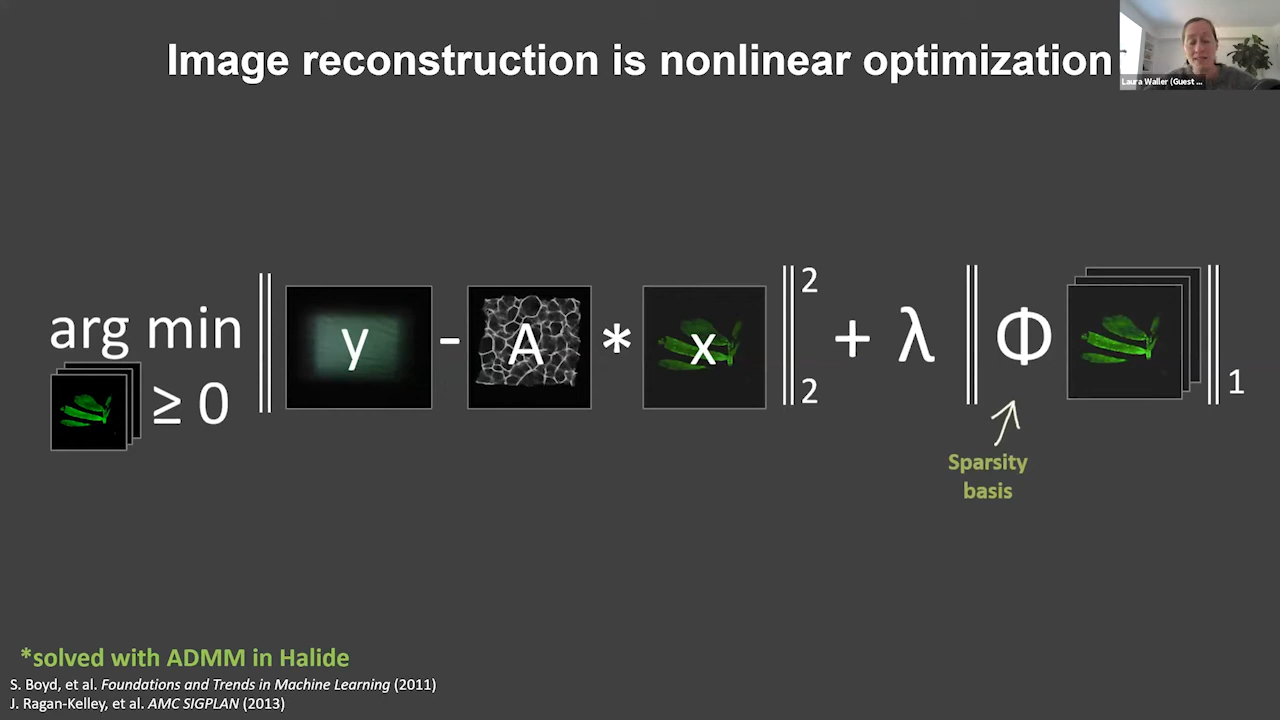 Image reconstruction is nonlinear optimization
Laura Waller (Guest ...
arg min ‖ y - A * x ‖ 2 2 + λ ‖ Φ ‖ 1
≥ 0
Sparsity
basis
*solved with ADMM in Halide
S. Boyd, et al. Foundations and Trends in Machine Learning (2011)
J. Ragan-Kelley, et al. AMC SIGPLAN (2013)